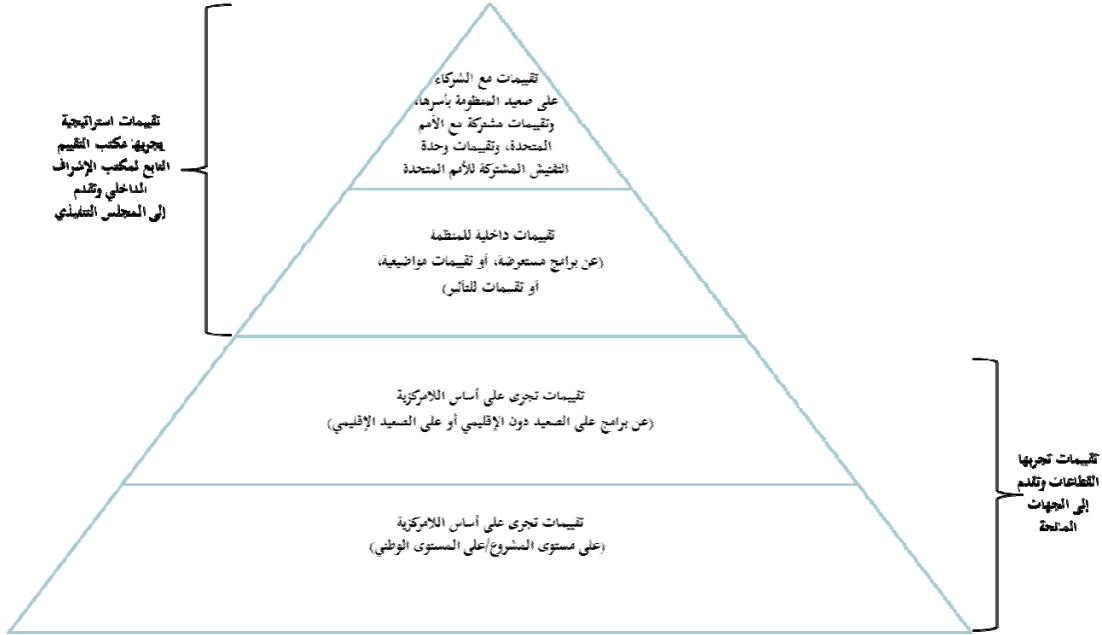 تقييمات مع الشركاء
على صعيد المنظومة بأسرها،
وتقييمات مشتركة مع الأمم
المتحدة، وتقييمات وحدة
التفتيش المشتركة للأمم المتحدة
تقييمات استراتيجية
يجريها مكتب التقييم
التابع لمكتب الإشراف
الداخلي وتقدم
إلى المجلس التنفيذي
تقييمات داخلية للمنظمة
(عن برامج مستعرضة، أو تقييمات مواضيعية،
أو تقييمات للتأثير)
تقييمات تجرى على أساس اللامركزية
(عن برامج على الصعيد دون الإقليمي أو على الصعيد الإقليمي)
تقييمات تجريها
القطاعات وتقدم
إلى الجهات
المانحة
تقييمات تجرى على أساس اللامركزية
(على مستوى المشروع/على المستوى الوطني)